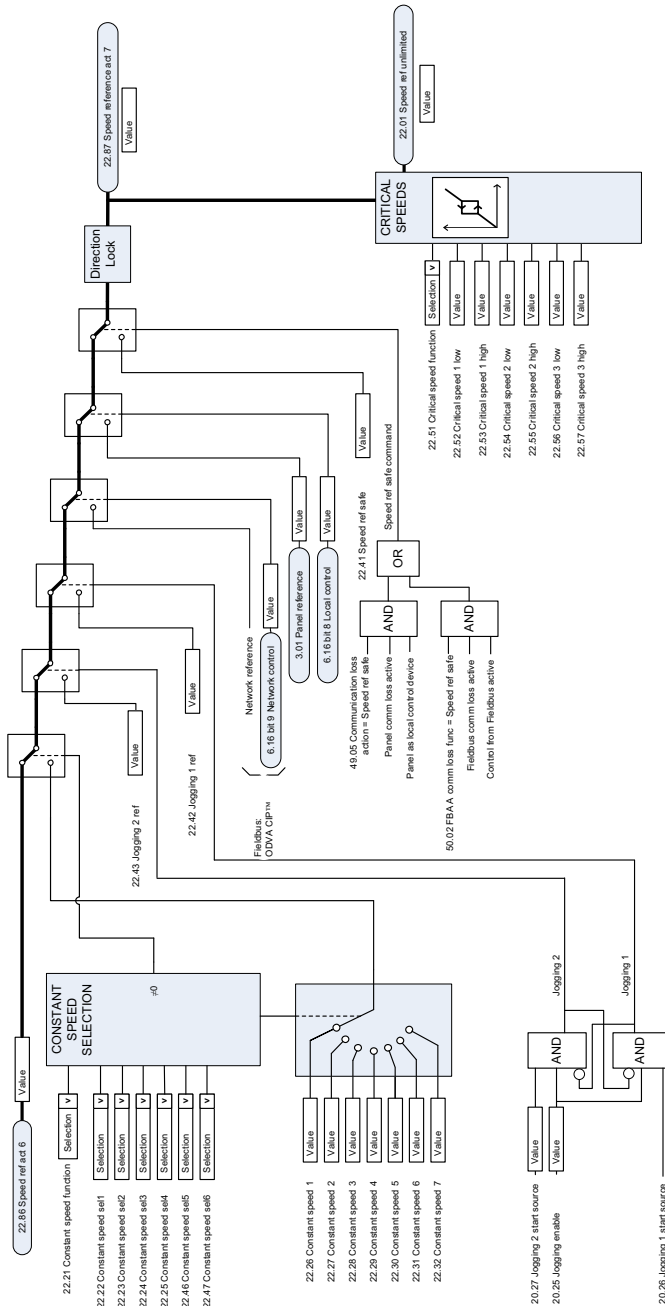 22.86 Speed ref act 6
Value
22.21 Constant speed function
Selection
v
22.22 Constant speed sel1
Selection
v
22.23 Constant speed sel2
Selection
v
22.24 Constant speed sel3
Selection
v
22.25 Constant speed sel4
Selection
v
22.46 Constant speed sel5
Selection
v
22.47 Constant speed sel6
Selection
v
CONSTANT
SPEED
SELECTION
≠0
22.26 Constant speed 1
Value
22.27 Constant speed 2
Value
22.28 Constant speed 3
Value
22.29 Constant speed 4
Value
22.30 Constant speed 5
Value
22.31 Constant speed 6
Value
22.32 Constant speed 7
Value
20.27 Jogging 2 start source
Value
20.25 Jogging enable
Value
20.26 Jogging 1 start source
AND
AND
Jogging 2
Jogging 1
22.43 Jogging 2 ref
Value
22.42 Jogging 1 ref
Value
Fieldbus:
ODVA CIP™
Network reference
6.16 bit 9 Network control
Value
3.01 Panel reference
Value
6.16 bit 8 Local control
Value
49.05 Communication loss
action = Speed ref safe
Panel comm loss active
Panel as local control device
AND
50.02 FBA A comm loss func = Speed ref safe
Fieldbus comm loss active
Control from Fieldbus active
AND
OR
Speed ref safe command
22.41 Speed ref safe
Value
Direction
Lock
22.87 Speed reference act 7
Value
22.51 Critical speed function
Selection
v
22.52 Critical speed 1 low
Value
22.53 Critical speed 1 high
Value
22.54 Critical speed 2 low
Value
22.55 Critical speed 2 high
Value
22.56 Critical speed 3 low
Value
22.57 Critical speed 3 high
Value
CRITICAL
SPEEDS
22.01 Speed ref unlimited
Value